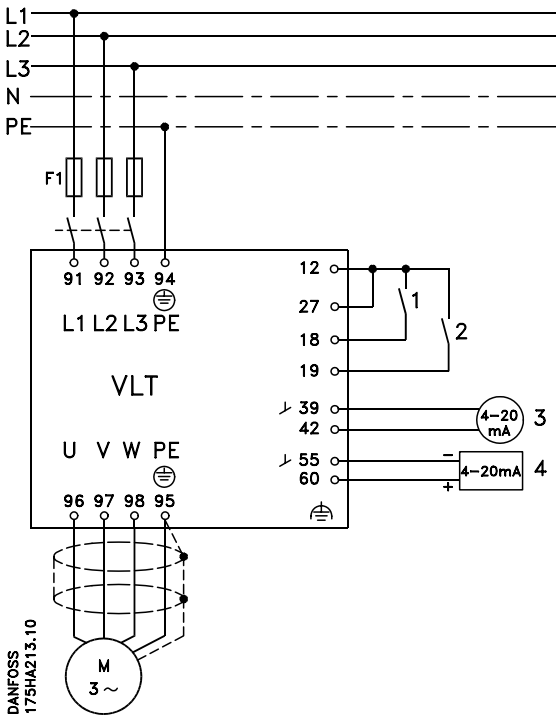 L1
L2
L3
N
PE
F1
91 92 93 94
L1 L2 L3 PE
VLT
U V W PE
96 97 98 95
12
27
18
19
39
42
55
60
1
2
4-20
mA
3
-
4-20mA
4
+
M
3~
DANFOSS
175HA213.10